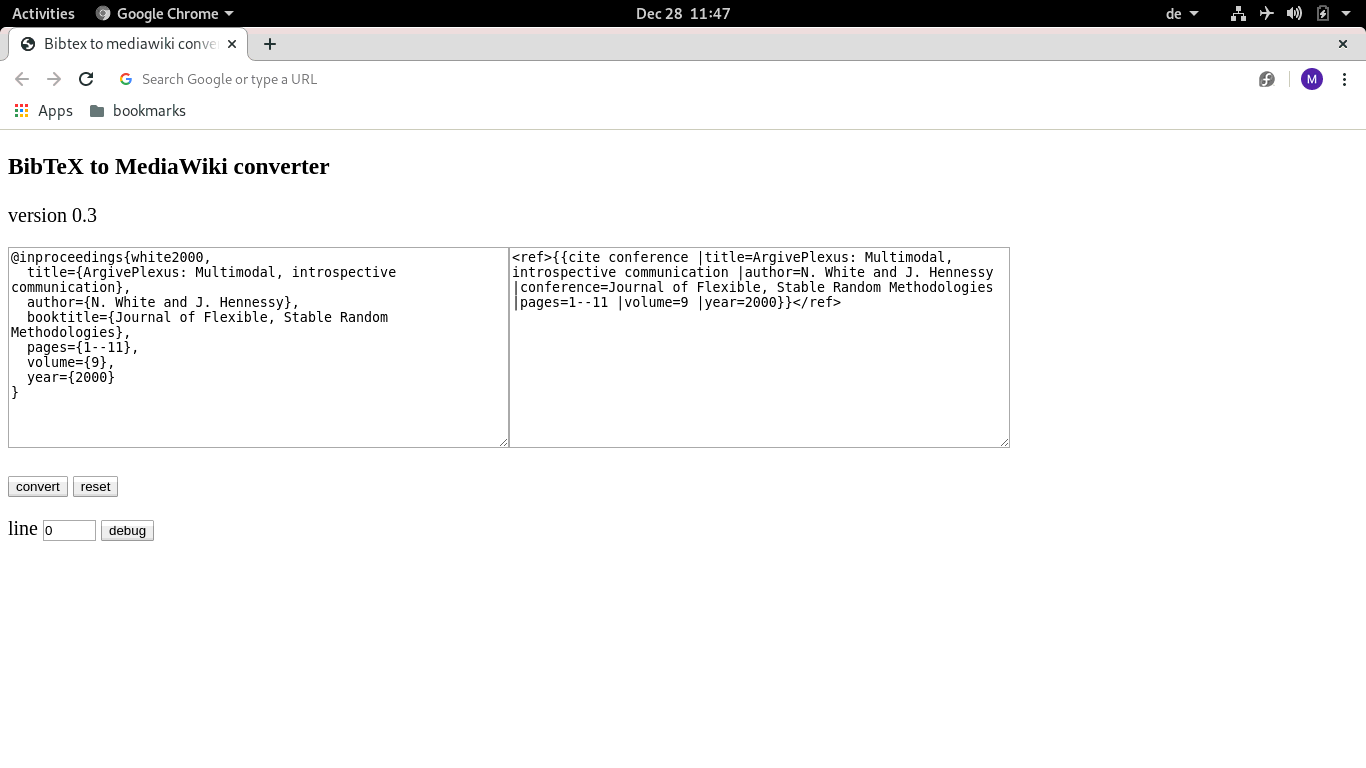 Activities Google Chrome Dec 28 11:47 de
Bibtex to mediawiki conve
Search Google or type a URL M
Apps bookmarks
BibTeX to MediaWiki converter
version 0.3
@inproceedings{white2000,
title={ArgivePlexus: Multimodal, introspective
communication},
author={N. White and J. Hennessy},
booktitle={Journal of Flexible, Stable Random
Methodologies},
pages={1--11},
volume={9},
year={2000}
}
<ref>{{cite conference |title=ArgivePlexus: Multimodal,
introspective communication |author=N. White and J. Hennessy
|conference=Journal of Flexible, Stable Random Methodologies
|pages=1--11 |volume=9 |year=2000}}</ref>
convert reset
line 0 debug